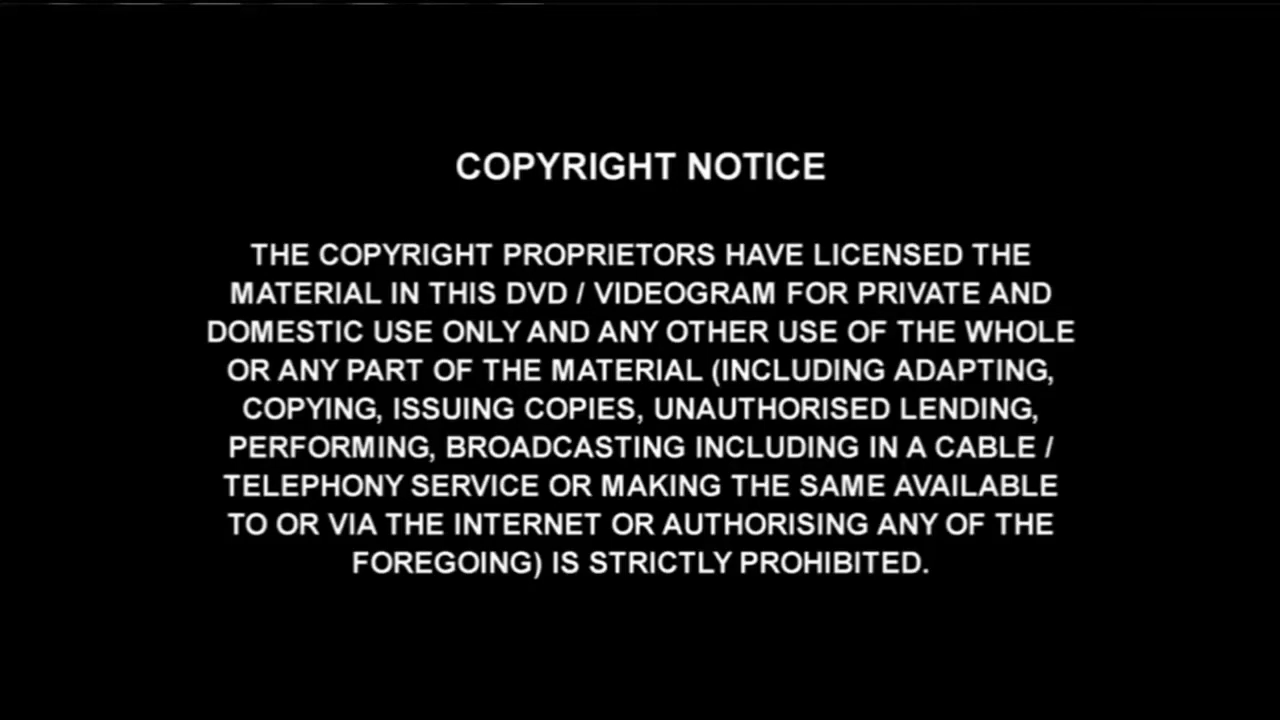 COPYRIGHT NOTICE
THE COPYRIGHT PROPRIETORS HAVE LICENSED THE
MATERIAL IN THIS DVD / VIDEOGRAM FOR PRIVATE AND
DOMESTIC USE ONLY AND ANY OTHER USE OF THE WHOLE
OR ANY PART OF THE MATERIAL (INCLUDING ADAPTING,
COPYING, ISSUING COPIES, UNAUTHORISED LENDING,
PERFORMING, BROADCASTING INCLUDING IN A CABLE /
TELEPHONY SERVICE OR MAKING THE SAME AVAILABLE
TO OR VIA THE INTERNET OR AUTHORISING ANY OF THE
FOREGOING) IS STRICTLY PROHIBITED.